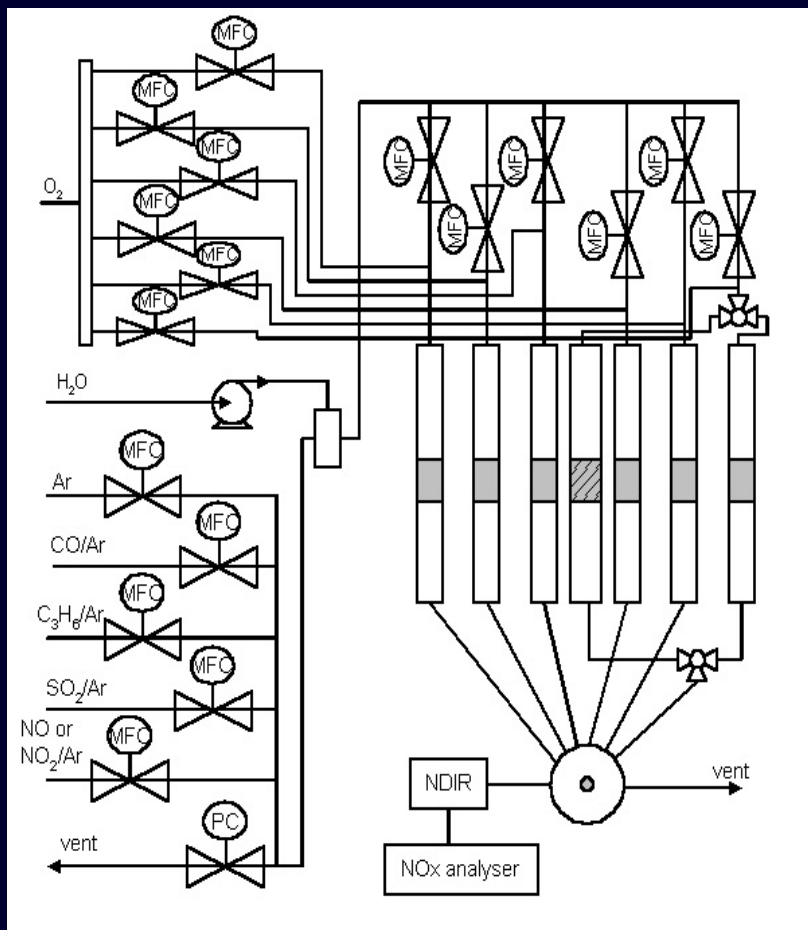 MFC
MFC
MFC
MFC
MFC
MFC
O₂
MFC
MFC
MFC
MFC
MFC
MFC
H₂O
MFC
Ar
MFC
CO/Ar
MFC
C₃H₆/Ar
MFC
SO₂/Ar
NO or
NO₂/Ar
MFC
PC
vent
NDIR
vent
NOx analyser